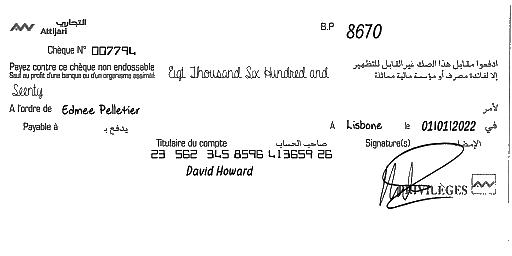 التجاري
Attijari
B.P 8670
Chèque N° 007794
Payez contre ce chèque non endossable
Sauf au profit d'une banque ou d'un organisme assimilé
Eigt Thousand Six Hundred and
ادفعوا مقابل هذا الصك غير القابل للتظهير
إلا لفائدة مصرف أو مؤسسة مالية مماثلة
Seenty
A l'ordre de Edmee Pelletier لأمر
Payable à يدفع بـ A Lisbone le 01|01|2022 في
Titulaire du compte صاحب الحساب Signature(s) الإمضاء
23 562 345 8596 413659 26
David Howard
PRIVILÈGES